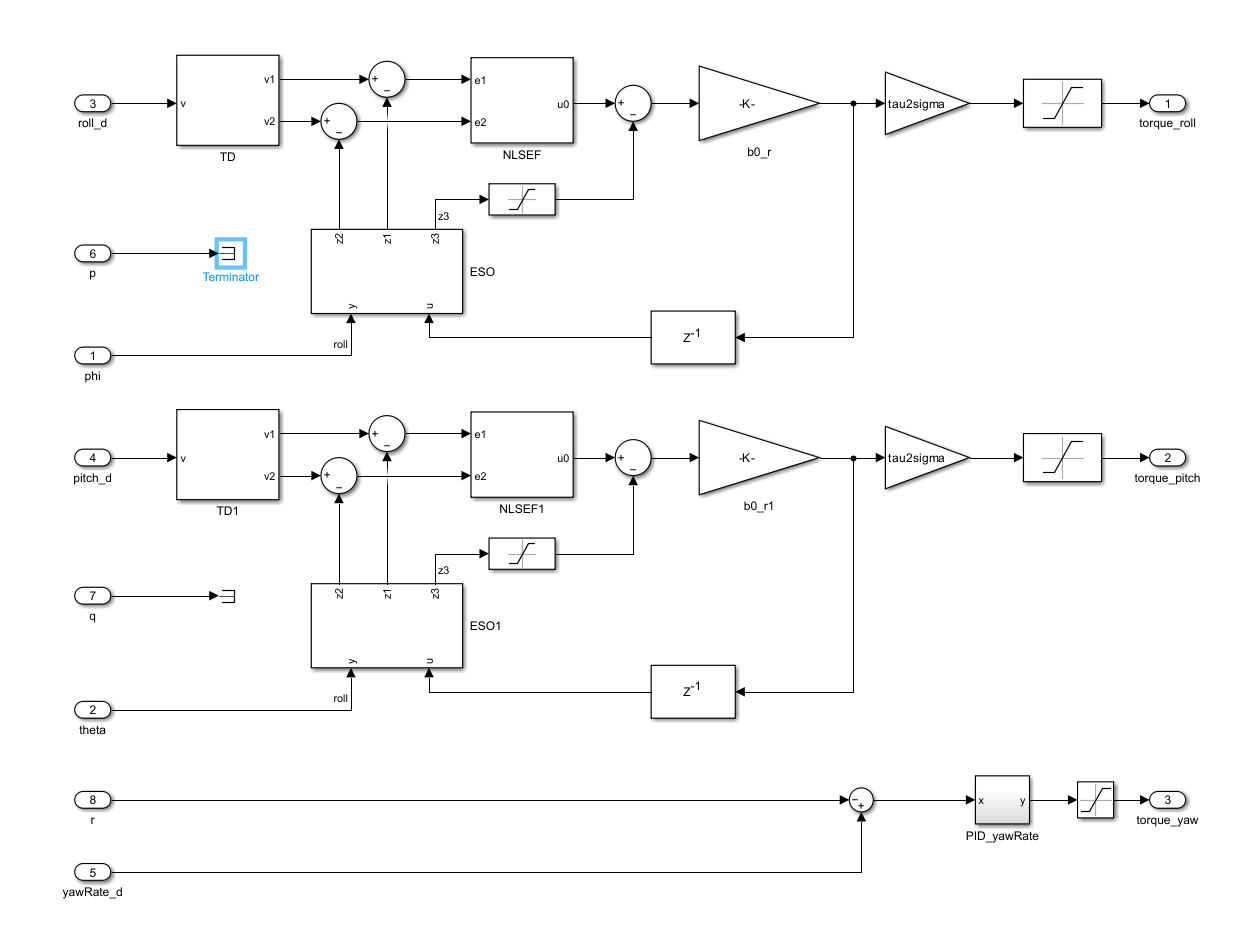 3
roll_d
v
v1
v2
TD
+
−
+
−
e1
e2
u0
NLSEF
+
−
-K-
b0_r
tau2sigma
1
torque_roll
6
p
Terminator
z2
z1
z3
z3
ESO
y
u
Z-1
roll
1
phi
4
pitch_d
v
v1
v2
TD1
+
−
+
−
e1
e2
u0
NLSEF1
+
−
-K-
b0_r1
tau2sigma
2
torque_pitch
7
q
z2
z1
z3
z3
ESO1
y
u
Z-1
roll
2
theta
8
r
−
+
x
y
PID_yawRate
3
torque_yaw
5
yawRate_d